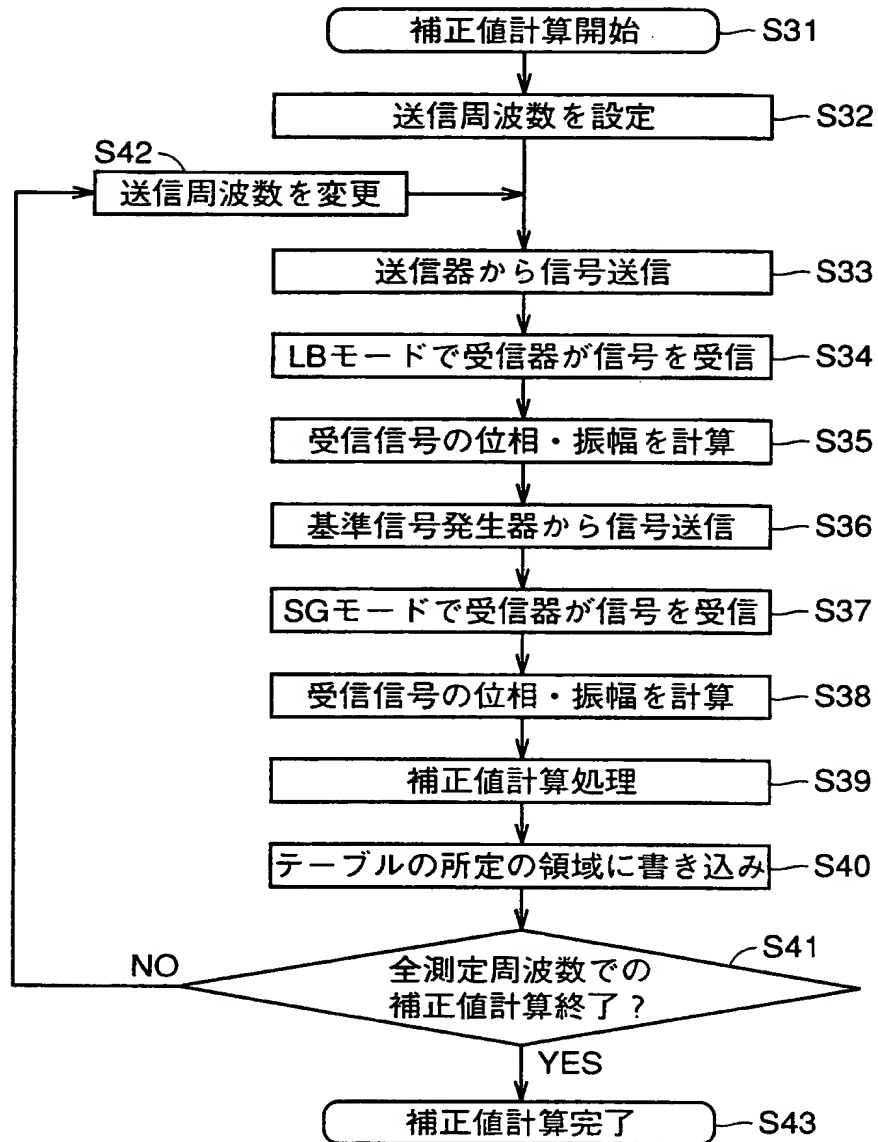 補正値計算開始 S31
送信周波数を設定 S32
S42
送信周波数を変更
送信器から信号送信 S33
LBモードで受信器が信号を受信 S34
受信信号の位相・振幅を計算 S35
基準信号発生器から信号送信 S36
SGモードで受信器が信号を受信 S37
受信信号の位相・振幅を計算 S38
補正値計算処理 S39
テーブルの所定の領域に書き込み S40
S41
NO
全測定周波数での
補正値計算終了?
YES
補正値計算完了 S43